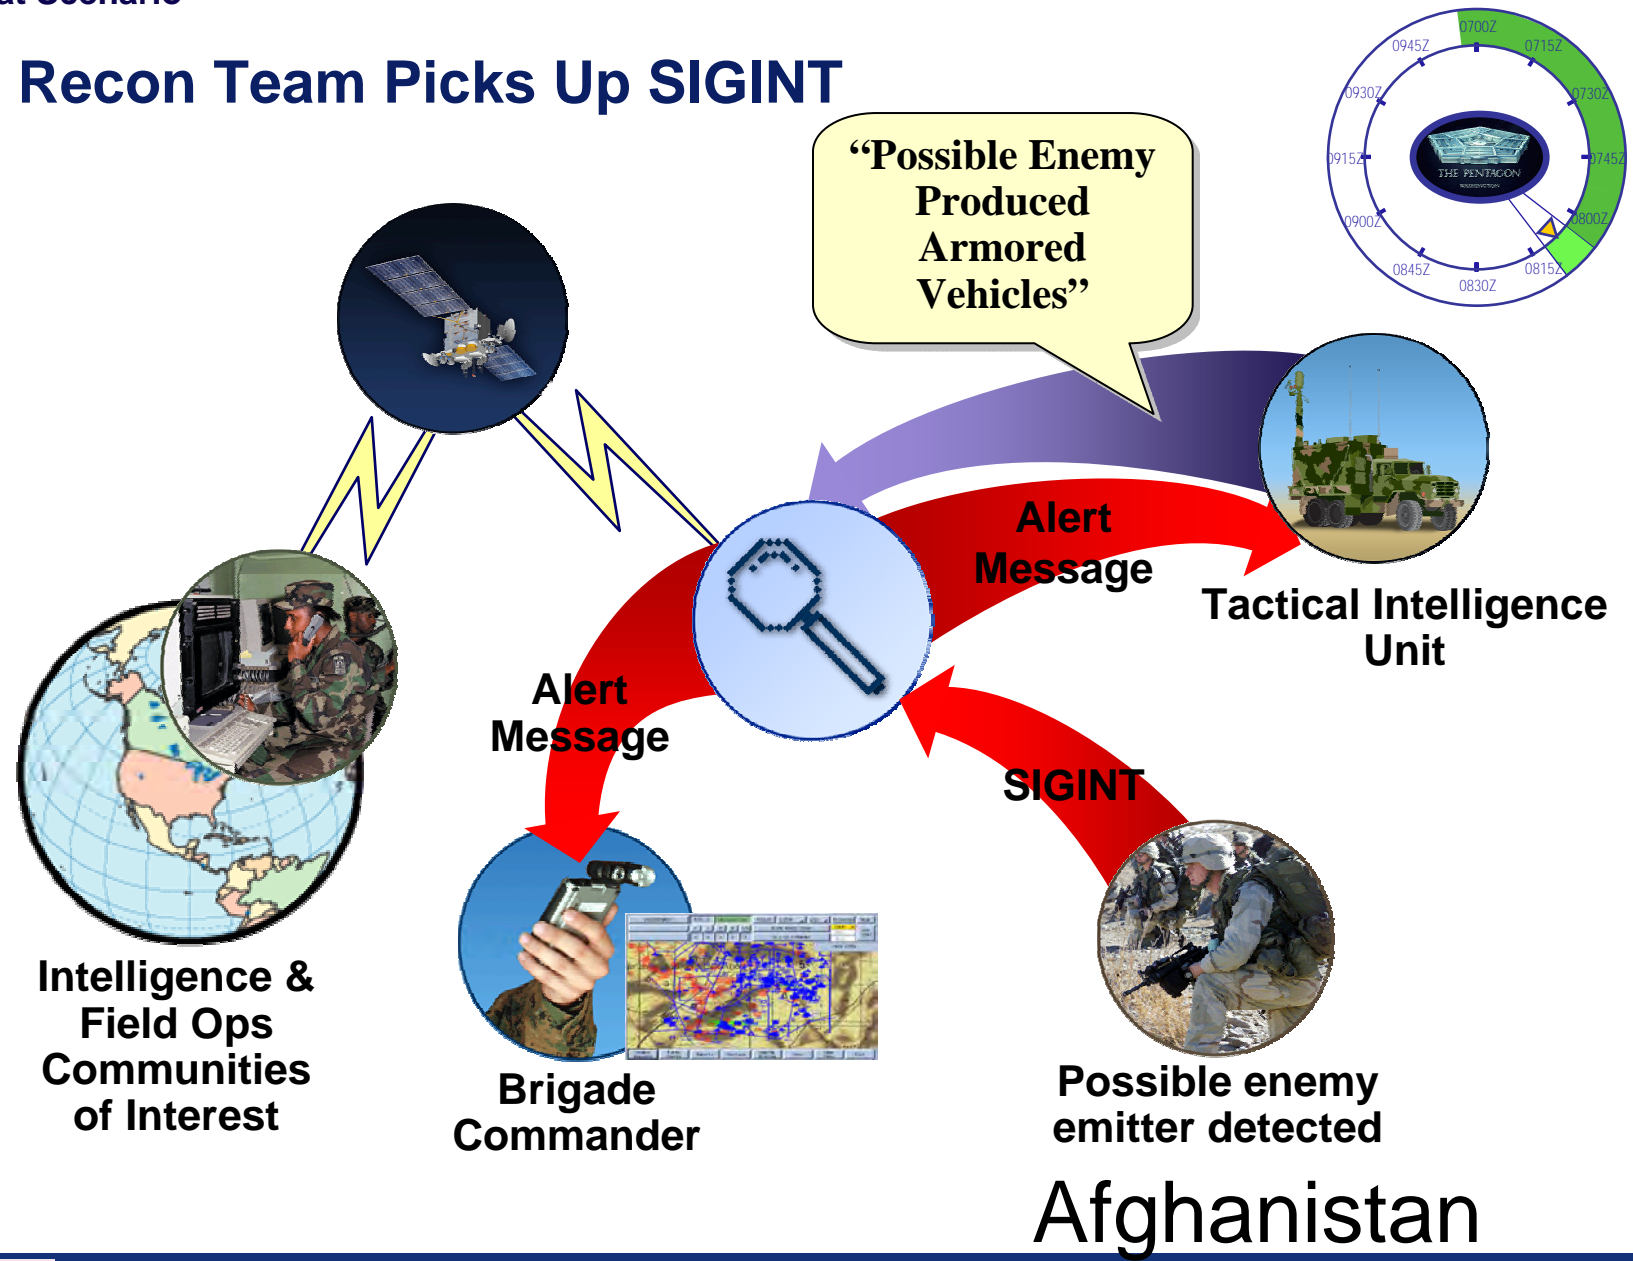 Recon Team Picks Up SIGINT
“Possible Enemy
Produced
Armored
Vehicles”
0700Z
0715Z
0730Z
0745Z
0800Z
0815Z
0830Z
0845Z
0900Z
0915Z
0930Z
0945Z
THE PENTAGON
WASHINGTON
Alert
Message
Tactical Intelligence
Unit
Alert
Message
SIGINT
Intelligence &
Field Ops
Communities
of Interest
Brigade
Commander
Possible enemy
emitter detected
Afghanistan